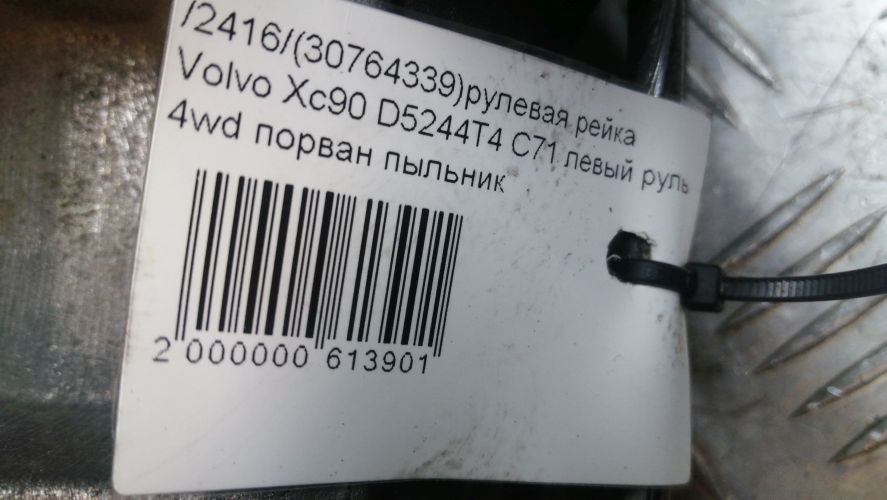 /2416/(30764339)рулевая рейка
Volvo Xc90 D5244T4 C71 левый руль
4wd порван пыльник
2 000000 613901